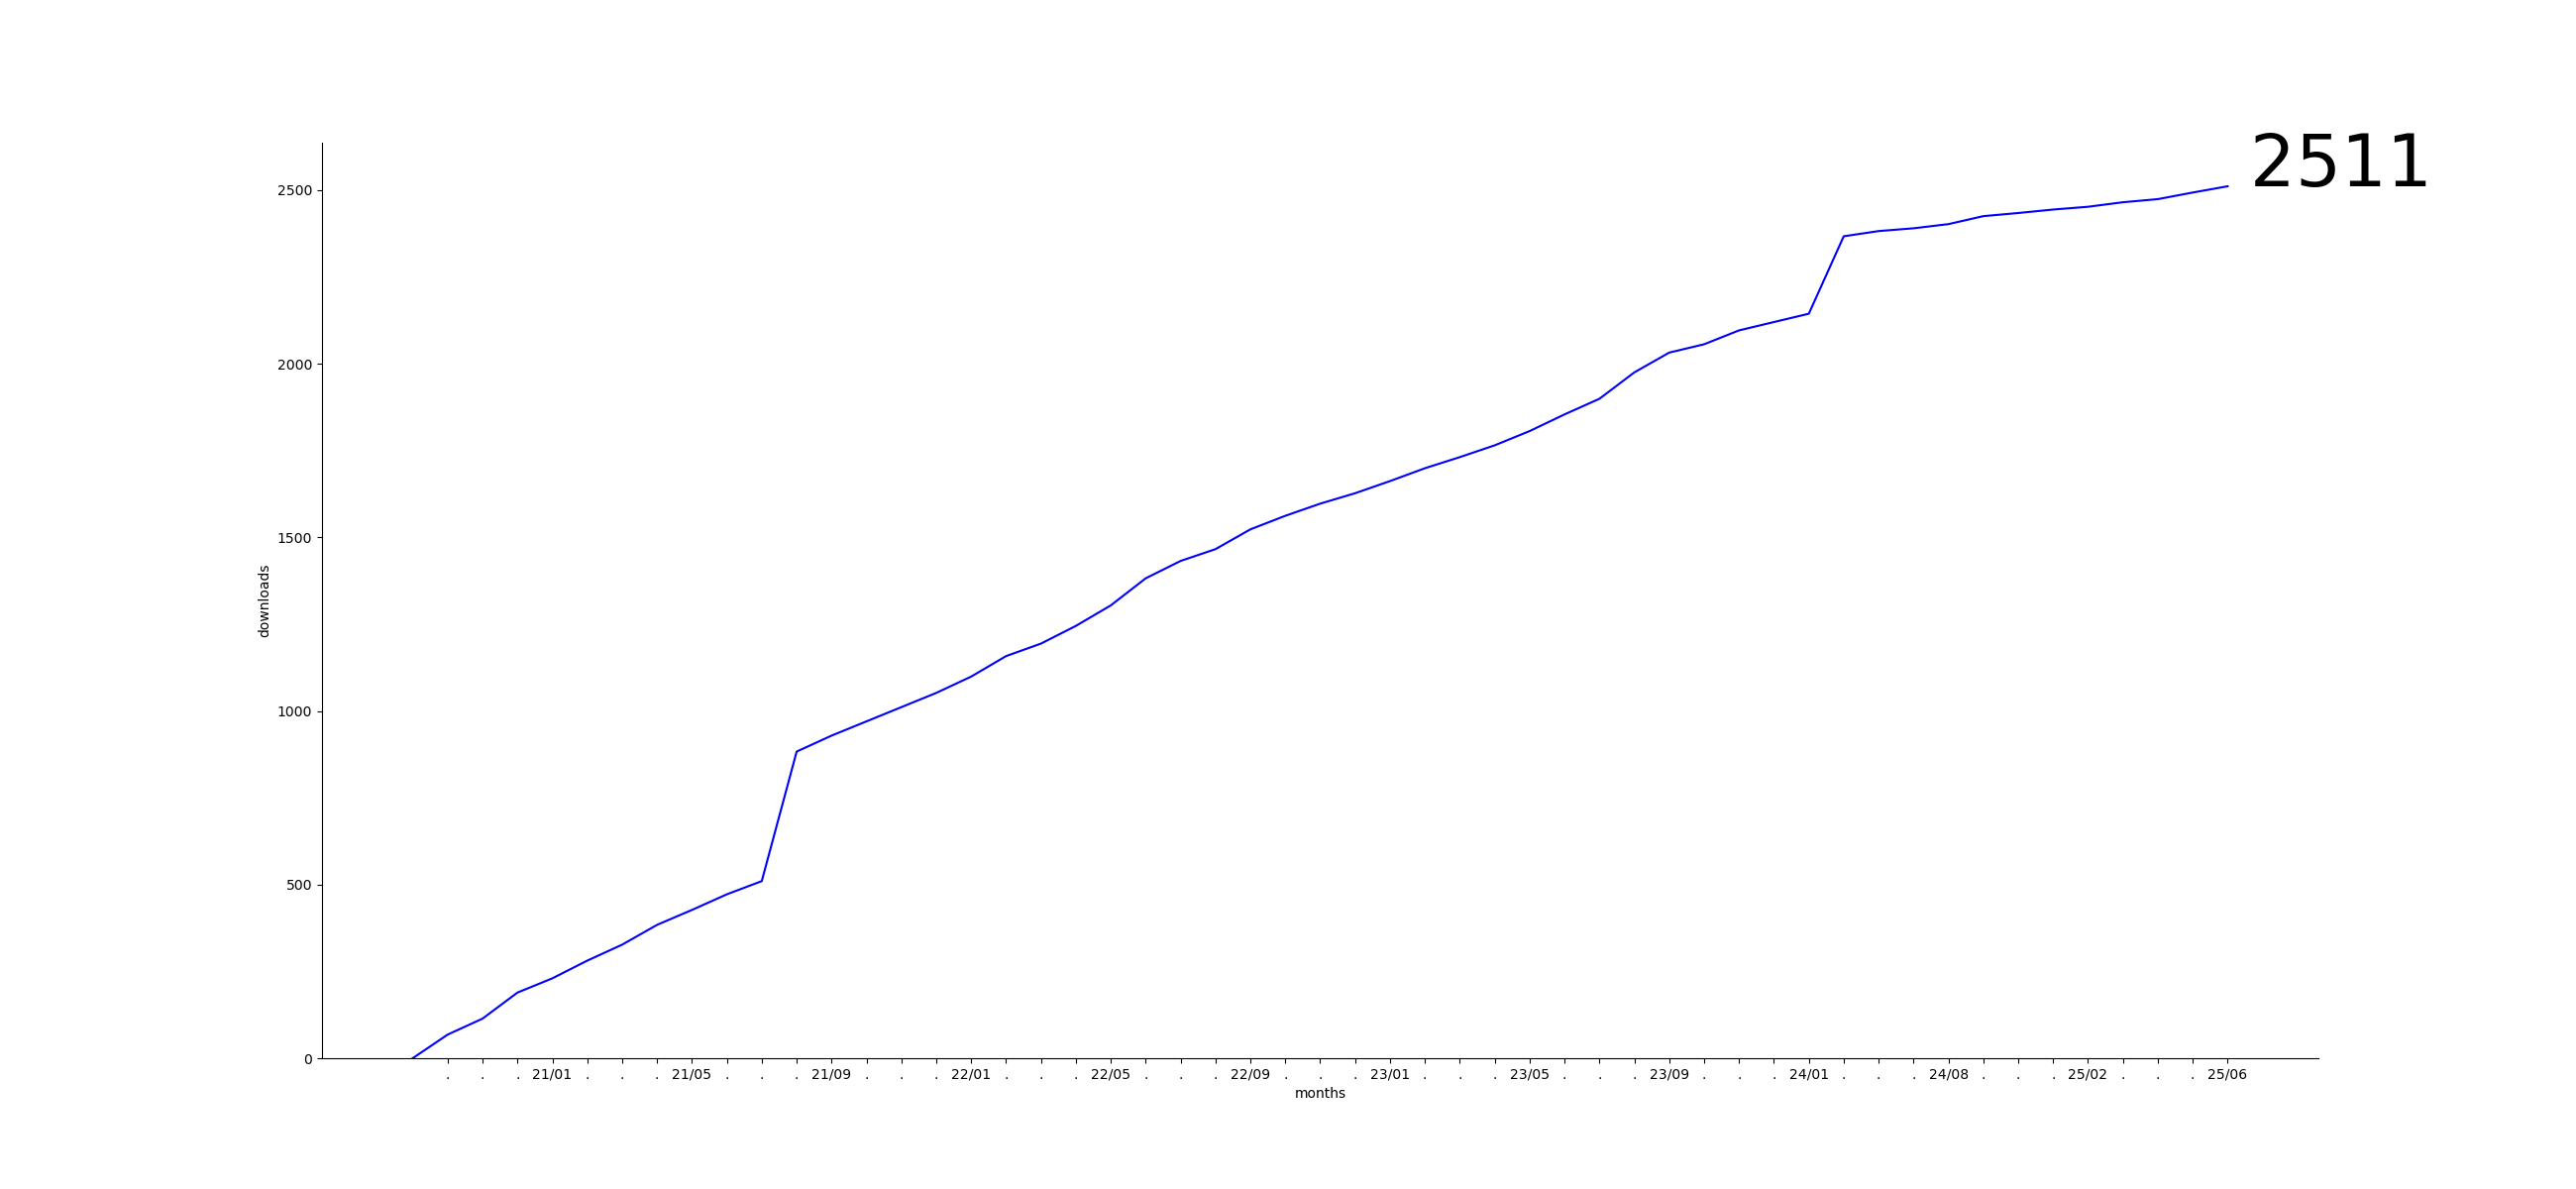 2511
2500
2000
1500
1000
500
0
downloads
. . . 21/01 . . . 21/05 . . . 21/09 . . . 22/01 . . . 22/05 . . . 22/09 . . . 23/01 . . . 23/05 . . . 23/09 . . . 24/01 . . . 24/08 . . . 25/02 . . . 25/06
months